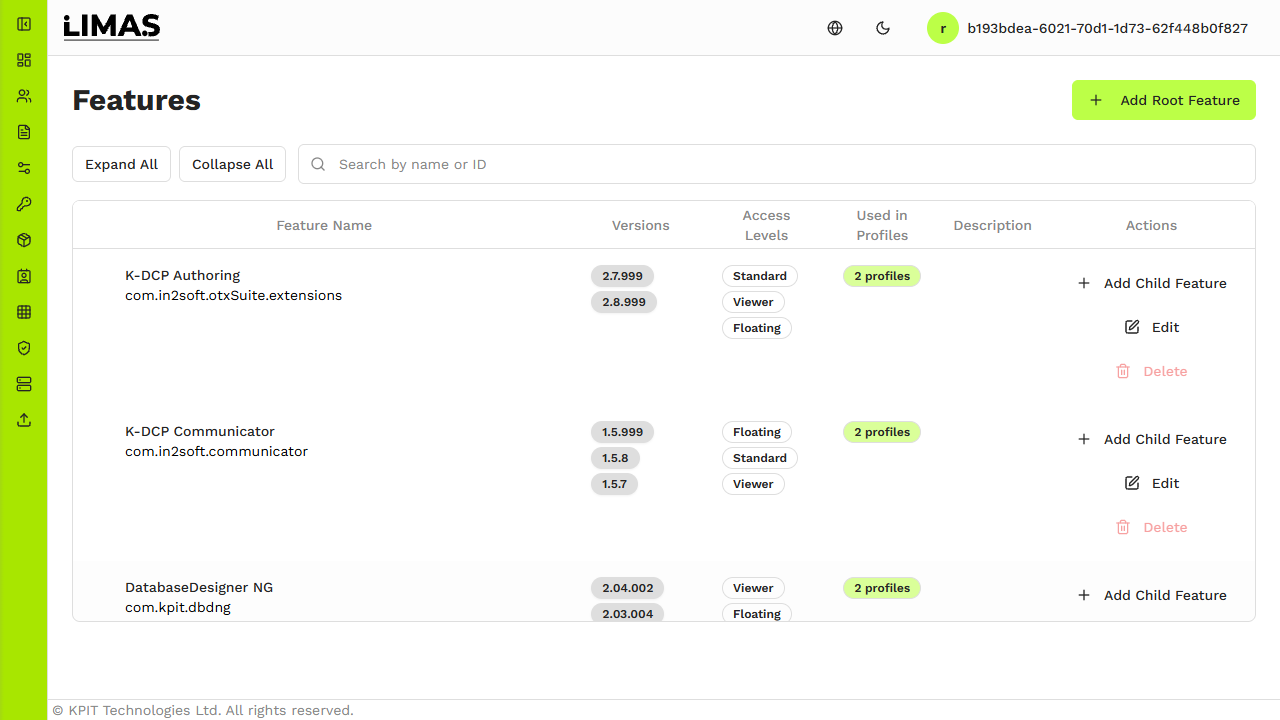 LIMAS
r
b193bdea-6021-70d1-1d73-62f448b0f827
Features
Add Root Feature
Expand All
Collapse All
Search by name or ID
Feature Name
Versions
Access Levels
Used in Profiles
Description
Actions
K-DCP Authoring
com.in2soft.otxSuite.extensions
2.7.999
2.8.999
Standard
Viewer
Floating
2 profiles
Add Child Feature
Edit
Delete
K-DCP Communicator
com.in2soft.communicator
1.5.999
1.5.8
1.5.7
Floating
Standard
Viewer
2 profiles
Add Child Feature
Edit
Delete
DatabaseDesigner NG
com.kpit.dbdng
2.04.002
2.03.004
Viewer
Floating
2 profiles
Add Child Feature
© KPIT Technologies Ltd. All rights reserved.